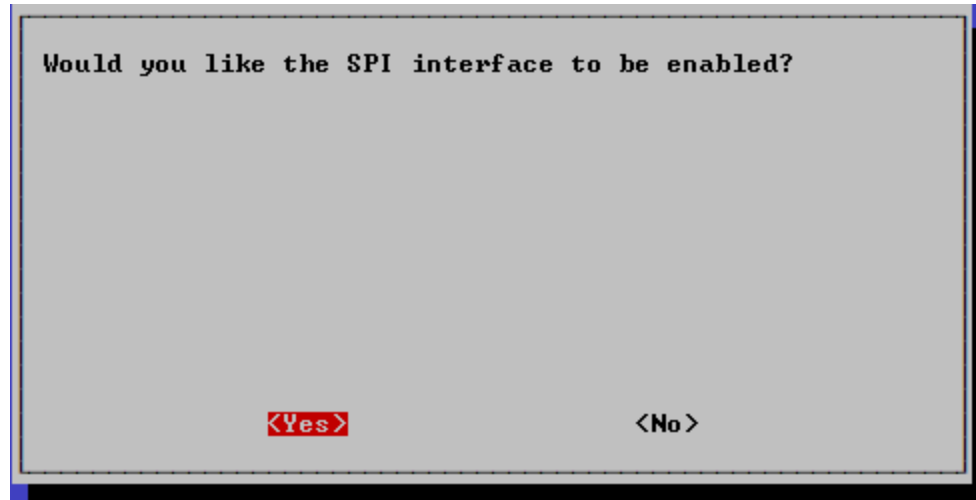 Would you like the SPI interface to be enabled?
<Yes> <No>